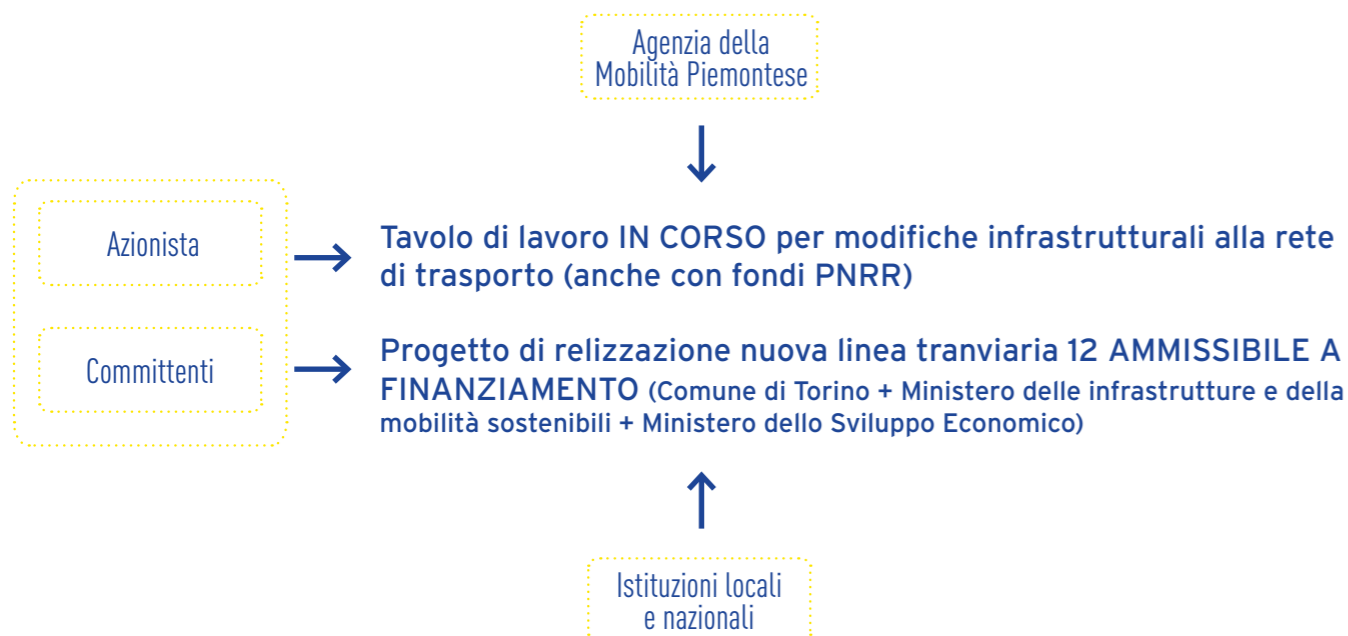 Agenzia della
Mobilità Piemontese
Azionista
Tavolo di lavoro IN CORSO per modifiche infrastrutturali alla rete
di trasporto (anche con fondi PNRR)
Committenti
Progetto di relizzazione nuova linea tranviaria 12 AMMISSIBILE A
FINANZIAMENTO (Comune di Torino + Ministero delle infrastrutture e della
mobilità sostenibili + Ministero dello Sviluppo Economico)
Istituzioni locali
e nazionali